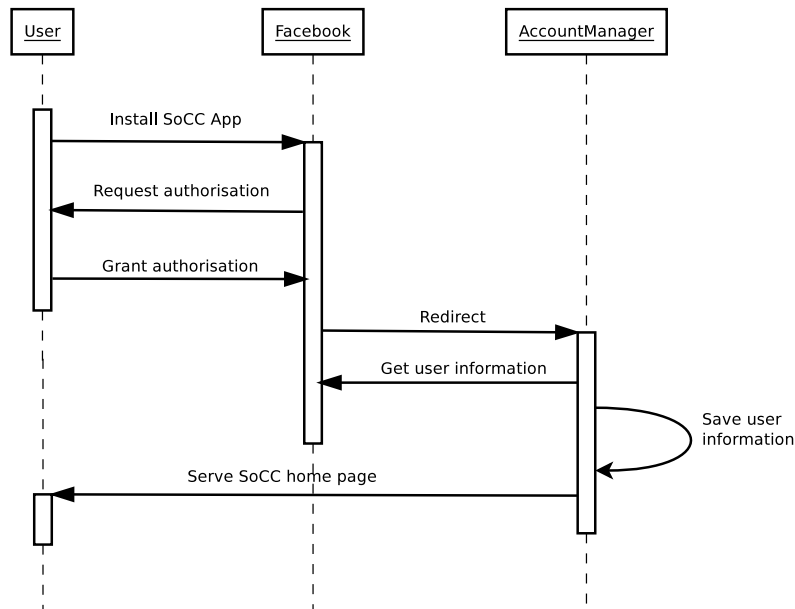 User
Facebook
AccountManager
Install SoCC App
Request authorisation
Grant authorisation
Redirect
Get user information
Save user
information
Serve SoCC home page